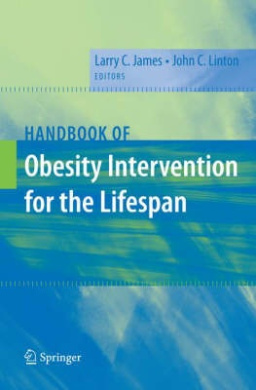 Larry C. James • John C. Linton
EDITORS
HANDBOOK OF
Obesity Intervention
for the Lifespan
Springer